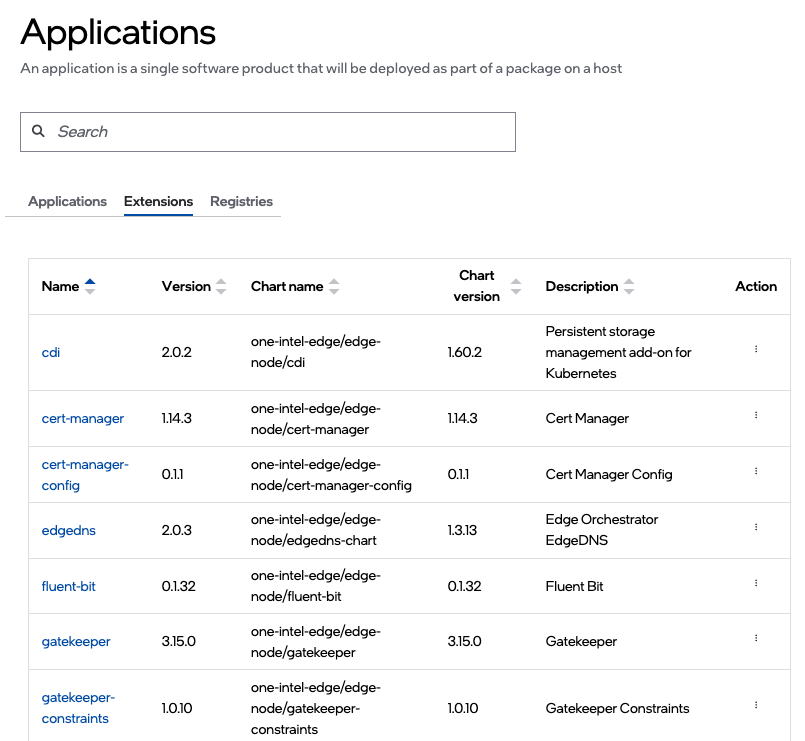 Applications
An application is a single software product that will be deployed as part of a package on a host
Search
Applications Extensions Registries
Name Version Chart name Chart version Description Action
cdi 2.0.2 one-intel-edge/edge-node/cdi 1.60.2 Persistent storage management add-on for Kubernetes
cert-manager 1.14.3 one-intel-edge/edge-node/cert-manager 1.14.3 Cert Manager
cert-manager-config 0.1.1 one-intel-edge/edge-node/cert-manager-config 0.1.1 Cert Manager Config
edgedns 2.0.3 one-intel-edge/edge-node/edgedns-chart 1.3.13 Edge Orchestrator EdgeDNS
fluent-bit 0.1.32 one-intel-edge/edge-node/fluent-bit 0.1.32 Fluent Bit
gatekeeper 3.15.0 one-intel-edge/edge-node/gatekeeper 3.15.0 Gatekeeper
gatekeeper-constraints 1.0.10 one-intel-edge/edge-node/gatekeeper-constraints 1.0.10 Gatekeeper Constraints